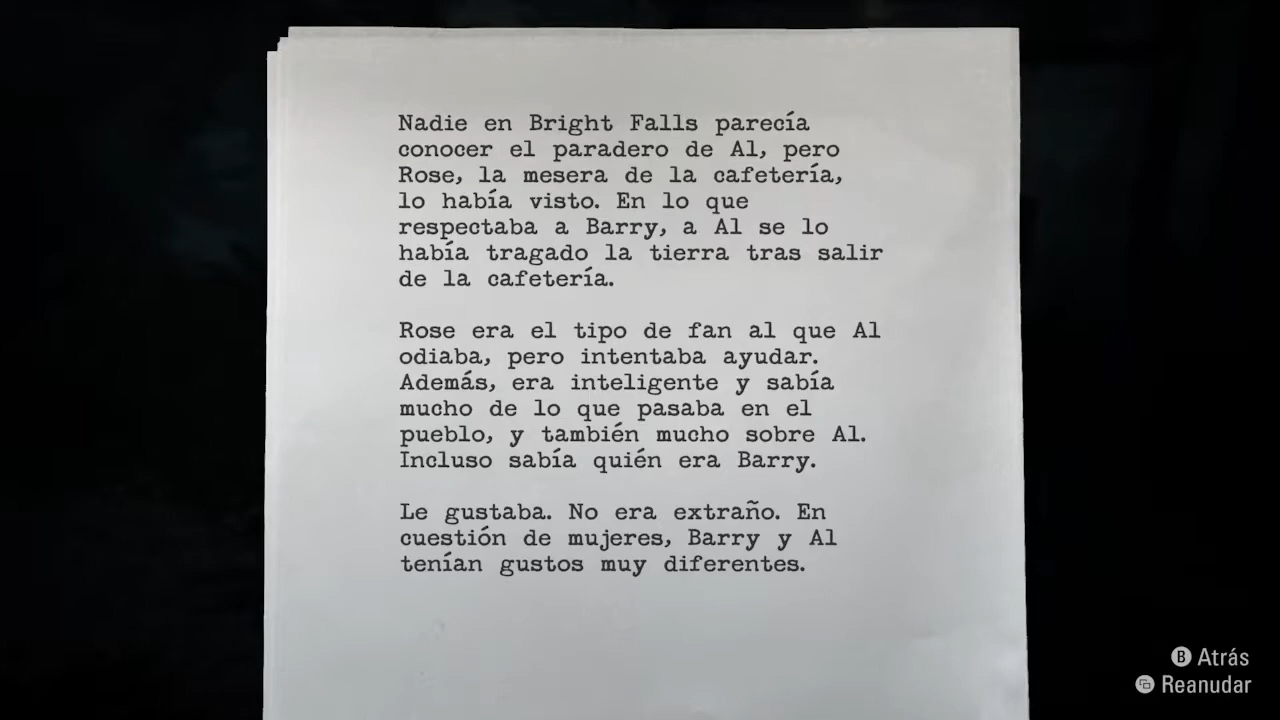 Nadie en Bright Falls parecía
conocer el paradero de Al, pero
Rose, la mesera de la cafetería,
lo había visto. En lo que
respectaba a Barry, a Al se lo
había tragado la tierra tras salir
de la cafetería.
Rose era el tipo de fan al que Al
odiaba, pero intentaba ayudar.
Además, era inteligente y sabía
mucho de lo que pasaba en el
pueblo, y también mucho sobre Al.
Incluso sabía quién era Barry.
Le gustaba. No era extraño. En
cuestión de mujeres, Barry y Al
tenían gustos muy diferentes.
B Atrás
Reanudar